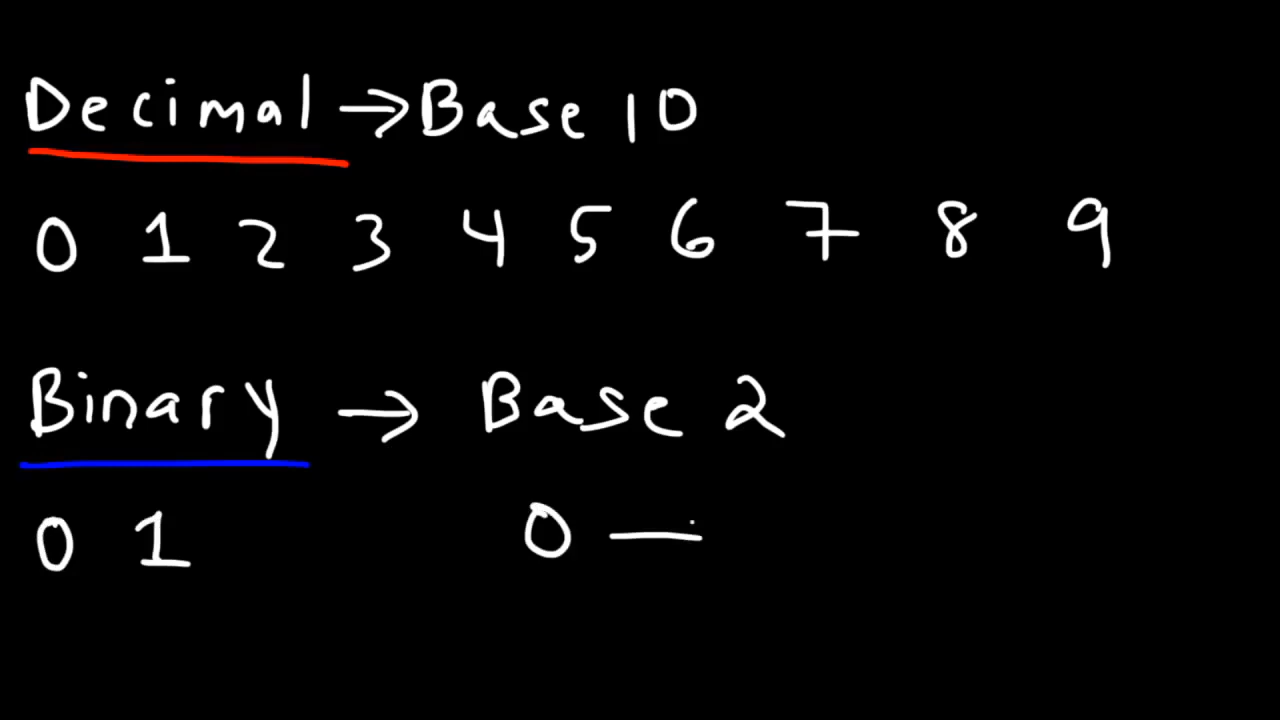 Decimal → Base 10
0 1 2 3 4 5 6 7 8 9
Binary → Base 2
0 1 0 —